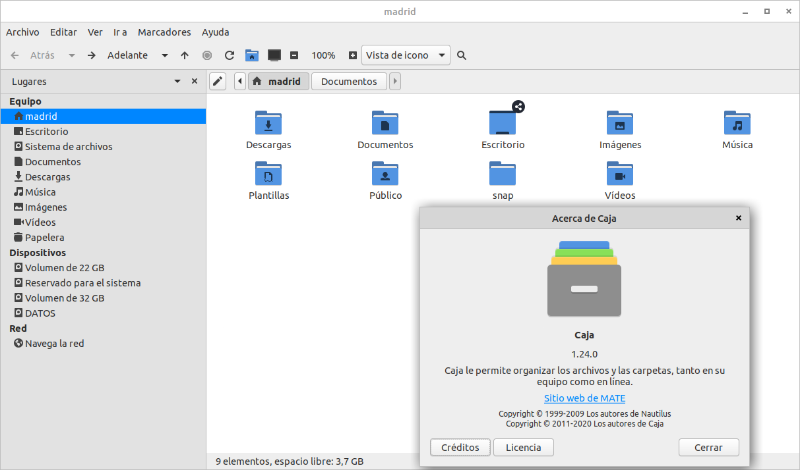 madrid
Archivo Editar Ver Ir a Marcadores Ayuda
Atrás Adelante 100% Vista de icono
Lugares
madrid Documentos
Equipo
madrid
Escritorio
Sistema de archivos
Documentos
Descargas
Música
Imágenes
Vídeos
Papelera
Dispositivos
Volumen de 22 GB
Reservado para el sistema
Volumen de 32 GB
DATOS
Red
Navega la red
Descargas Documentos Escritorio Imágenes Música
Plantillas Público snap Vídeos
9 elementos, espacio libre: 3,7 GB
Acerca de Caja
Caja
1.24.0
Caja le permite organizar los archivos y las carpetas, tanto en su
equipo como en línea.
Sitio web de MATE
Copyright © 1999-2009 Los autores de Nautilus
Copyright © 2011-2020 Los autores de Caja
Créditos Licencia Cerrar